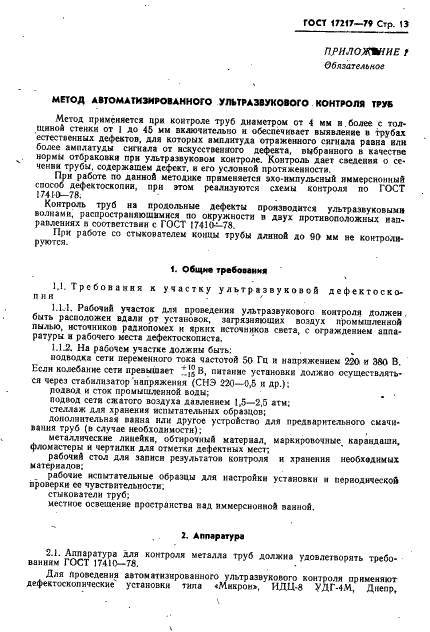 ГОСТ 17217—79 Стр. 13
ПРИЛОЖЕНИЕ 1
Обязательное
МЕТОД АВТОМАТИЗИРОВАННОГО УЛЬТРАЗВУКОВОГО КОНТРОЛЯ ТРУБ
Метод применяется при контроле труб диаметром от 4 мм и более с тол-
щиной стенки от 1 до 45 мм включительно и обеспечивает выявление в трубах
естественных дефектов, для которых амплитуда отраженного сигнала равна или
более амплитуды сигнала от искусственного дефекта, выбранного в качестве
нормы отбраковки при ультразвуковом контроле. Контроль дает сведения о се-
чении трубы, содержащем дефект, и его условной протяженности.
При работе по данной методике применяется эхо-импульсный иммерсионный
способ дефектоскопии, при этом реализуются схемы контроля по ГОСТ
17410—78.
Контроль труб на продольные дефекты производится ультразвуковыми
волнами, распространяющимися по окружности в двух противоположных нап-
равлениях в соответствии с ГОСТ 17410—78.
При работе со стыкователем концы трубы длиной до 90 мм не контроли-
руются.
1. Общие требования
1.1. Требования к участку ультразвуковой дефектоско-
пии
1.1.1. Рабочий участок для проведения ультразвукового контроля должен
быть расположен вдали от установок, загрязняющих воздух промышленной
пылью, источников радиопомех и ярких источников света, с ограждением аппа-
ратуры и рабочего места дефектоскописта.
1.1.2. На рабочем участке должны быть:
подводка сети переменного тока частотой 50 Гц и напряжением 220 и 380 В.
Если колебание сети превышает +10 −15 В, питание установки должно осуществлять-
ся через стабилизатор напряжения (СНЭ 220—0,5 и др.);
подвод и сток промышленной воды;
подвод сети сжатого воздуха давлением 1,5—2,5 атм;
стеллаж для хранения испытательных образцов;
дополнительная ванна или другое устройство для предварительного смачи-
вания труб (в случае необходимости);
металлические линейки, обтирочный материал, маркировочные карандаши,
фломастеры и чертилки для отметки дефектных мест;
рабочий стол для записи результатов контроля и хранения необходимых
материалов;
рабочие испытательные образцы для настройки установки и периодической
проверки ее чувствительности;
стыкователи труб;
местное освещение пространства над иммерсионной ванной.
2. Аппаратура
2.1. Аппаратура для контроля металла труб должна удовлетворять требо-
ваниям ГОСТ 17410—78.
Для проведения автоматизированного ультразвукового контроля применяют
дефектоскопические установки типа «Микрон», ИДЦ-8 УДГ-4М, Днепр,